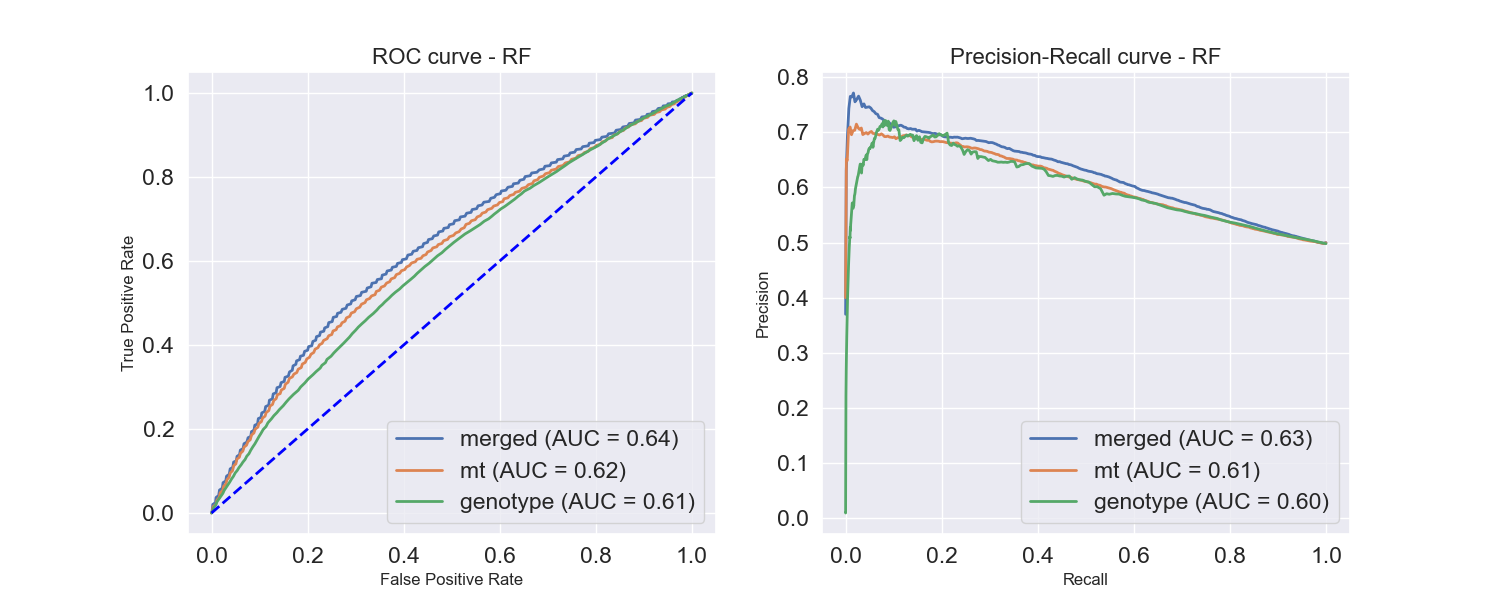 ROC curve - RF
1.0
0.8
0.6
0.4
0.2
0.0
True Positive Rate
merged (AUC = 0.64)
mt (AUC = 0.62)
genotype (AUC = 0.61)
0.0 0.2 0.4 0.6 0.8 1.0
False Positive Rate
Precision-Recall curve - RF
0.8
0.7
0.6
0.5
0.4
0.3
0.2
0.1
0.0
Precision
merged (AUC = 0.63)
mt (AUC = 0.61)
genotype (AUC = 0.60)
0.0 0.2 0.4 0.6 0.8 1.0
Recall